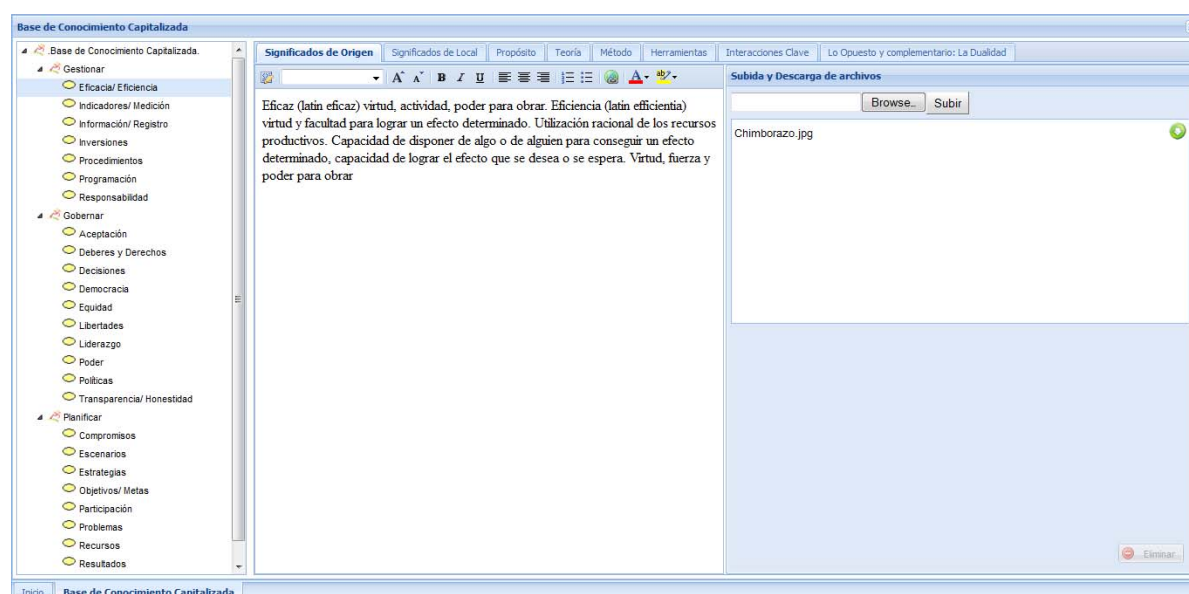 Base de Conocimiento Capitalizada
.Base de Conocimiento Capitalizada.
Gestionar
Eficacia/ Eficiencia
Indicadores/ Medición
Información/ Registro
Inversiones
Procedimientos
Programación
Responsabilidad
Gobernar
Aceptación
Deberes y Derechos
Decisiones
Democracia
Equidad
Libertades
Liderazgo
Poder
Políticas
Transparencia/ Honestidad
Planificar
Compromisos
Escenarios
Estrategias
Objetivos/ Metas
Participación
Problemas
Recursos
Resultados
Significados de Origen Significados de Local Propósito Teoría Método Herramientas Interacciones Clave Lo Opuesto y complementario: La Dualidad
A A B I U A ab
Eficaz (latin eficaz) virtud, actividad, poder para obrar. Eficiencia (latin efficientia)
virtud y facultad para lograr un efecto determinado. Utilización racional de los recursos
productivos. Capacidad de disponer de algo o de alguien para conseguir un efecto
determinado, capacidad de lograr el efecto que se desea o se espera. Virtud, fuerza y
poder para obrar
Subida y Descarga de archivos
Browse_ Subir
Chimborazo.jpg
Eliminar
Inicio Base de Conocimiento Capitalizada